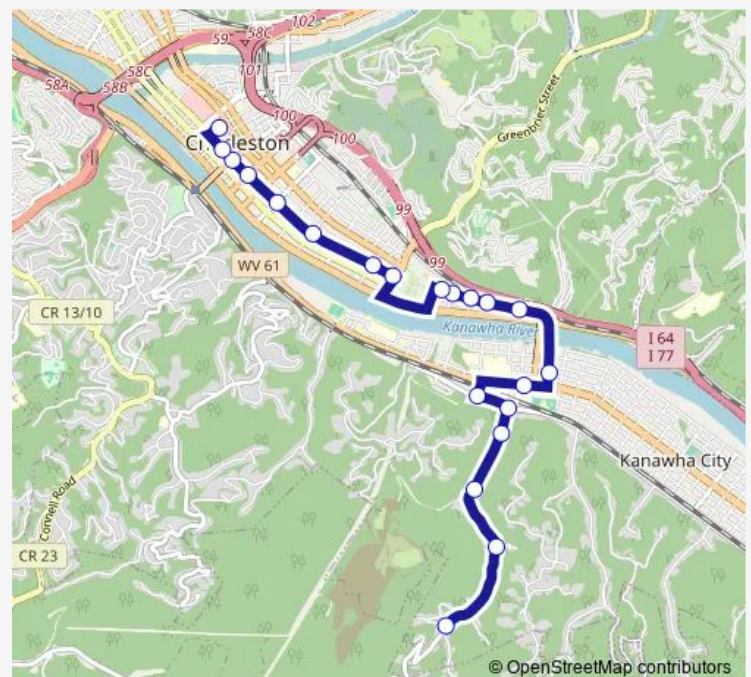 102
58C
59
58C
58A
58B
101
100
100
Greenbrier Street
Charleston
99
WV 61
99
CR 13/10
Kanawha River
I 64
I 77
Kanawha City
Connell Road
CR 23
© OpenStreetMap contributors